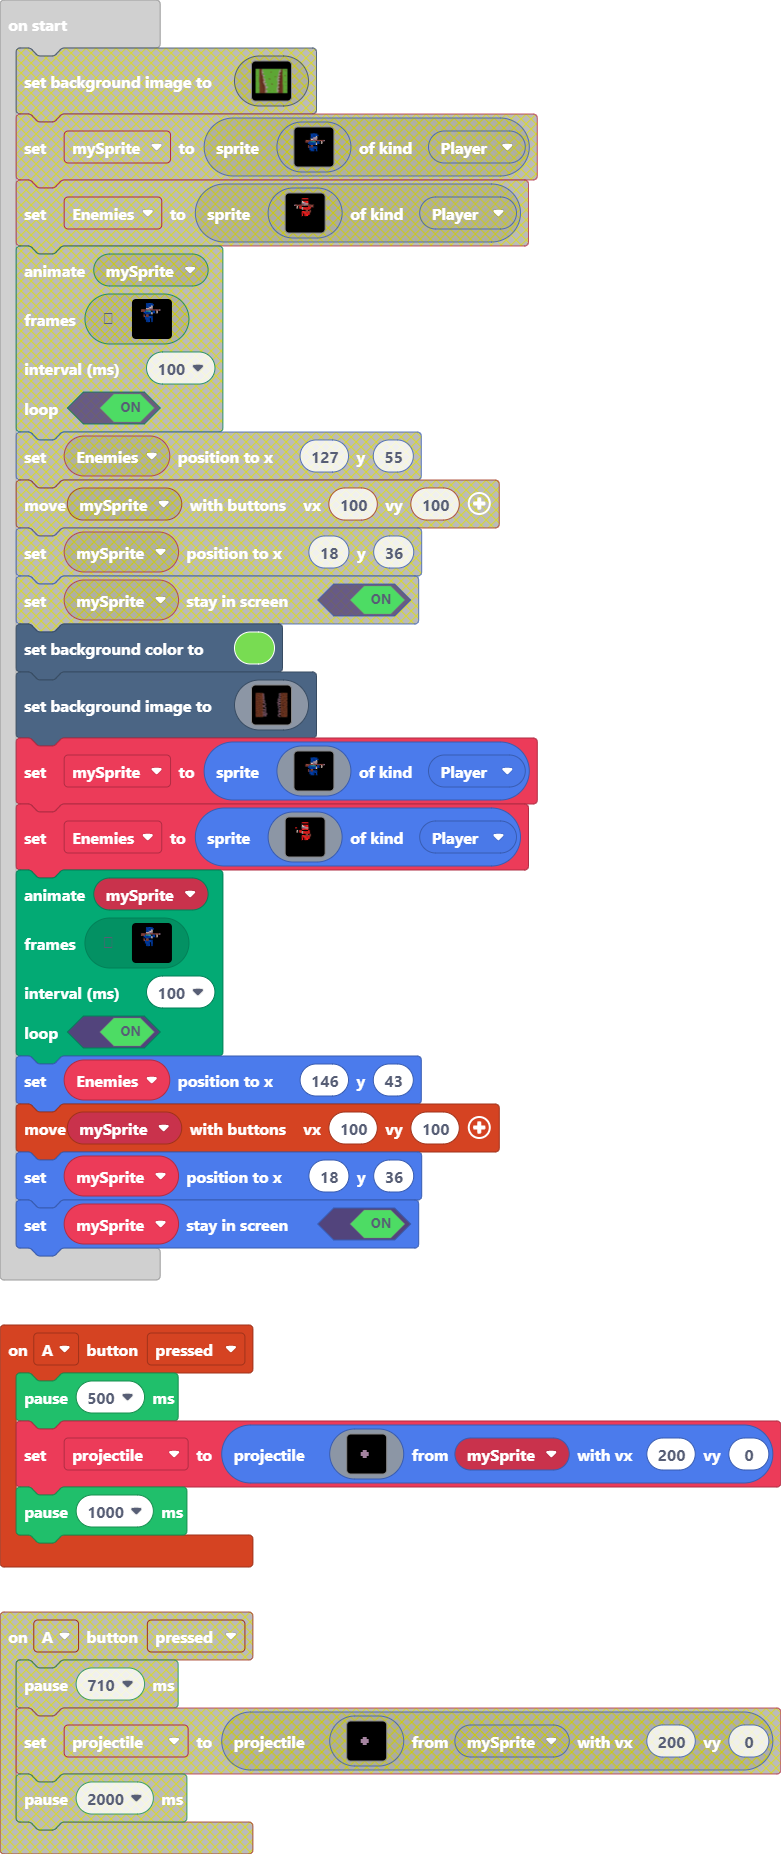 on start
set background image to
set mySprite to sprite of kind Player
set Enemies to sprite of kind Player
animate mySprite
frames
interval (ms) 100
loop ON
set Enemies position to x 127 y 55
move mySprite with buttons vx 100 vy 100
set mySprite position to x 18 y 36
set mySprite stay in screen ON
set background color to
set background image to
set mySprite to sprite of kind Player
set Enemies to sprite of kind Player
animate mySprite
frames
interval (ms) 100
loop ON
set Enemies position to x 146 y 43
move mySprite with buttons vx 100 vy 100
set mySprite position to x 18 y 36
set mySprite stay in screen ON
on A button pressed
pause 500 ms
set projectile to projectile from mySprite with vx 200 vy 0
pause 1000 ms
on A button pressed
pause 710 ms
set projectile to projectile from mySprite with vx 200 vy 0
pause 2000 ms